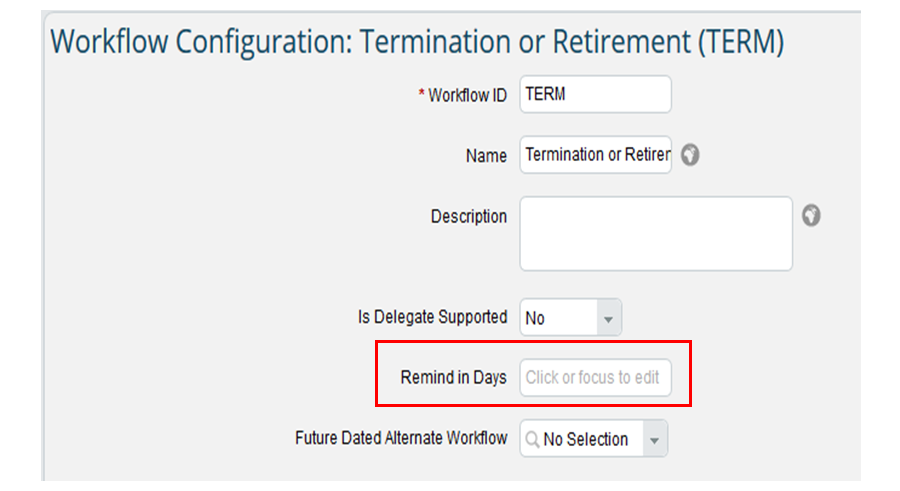 Workflow Configuration: Termination or Retirement (TERM)
* Workflow ID TERM
Name Termination or Retirer
Description
Is Delegate Supported No
Remind in Days Click or focus to edit
Future Dated Alternate Workflow No Selection